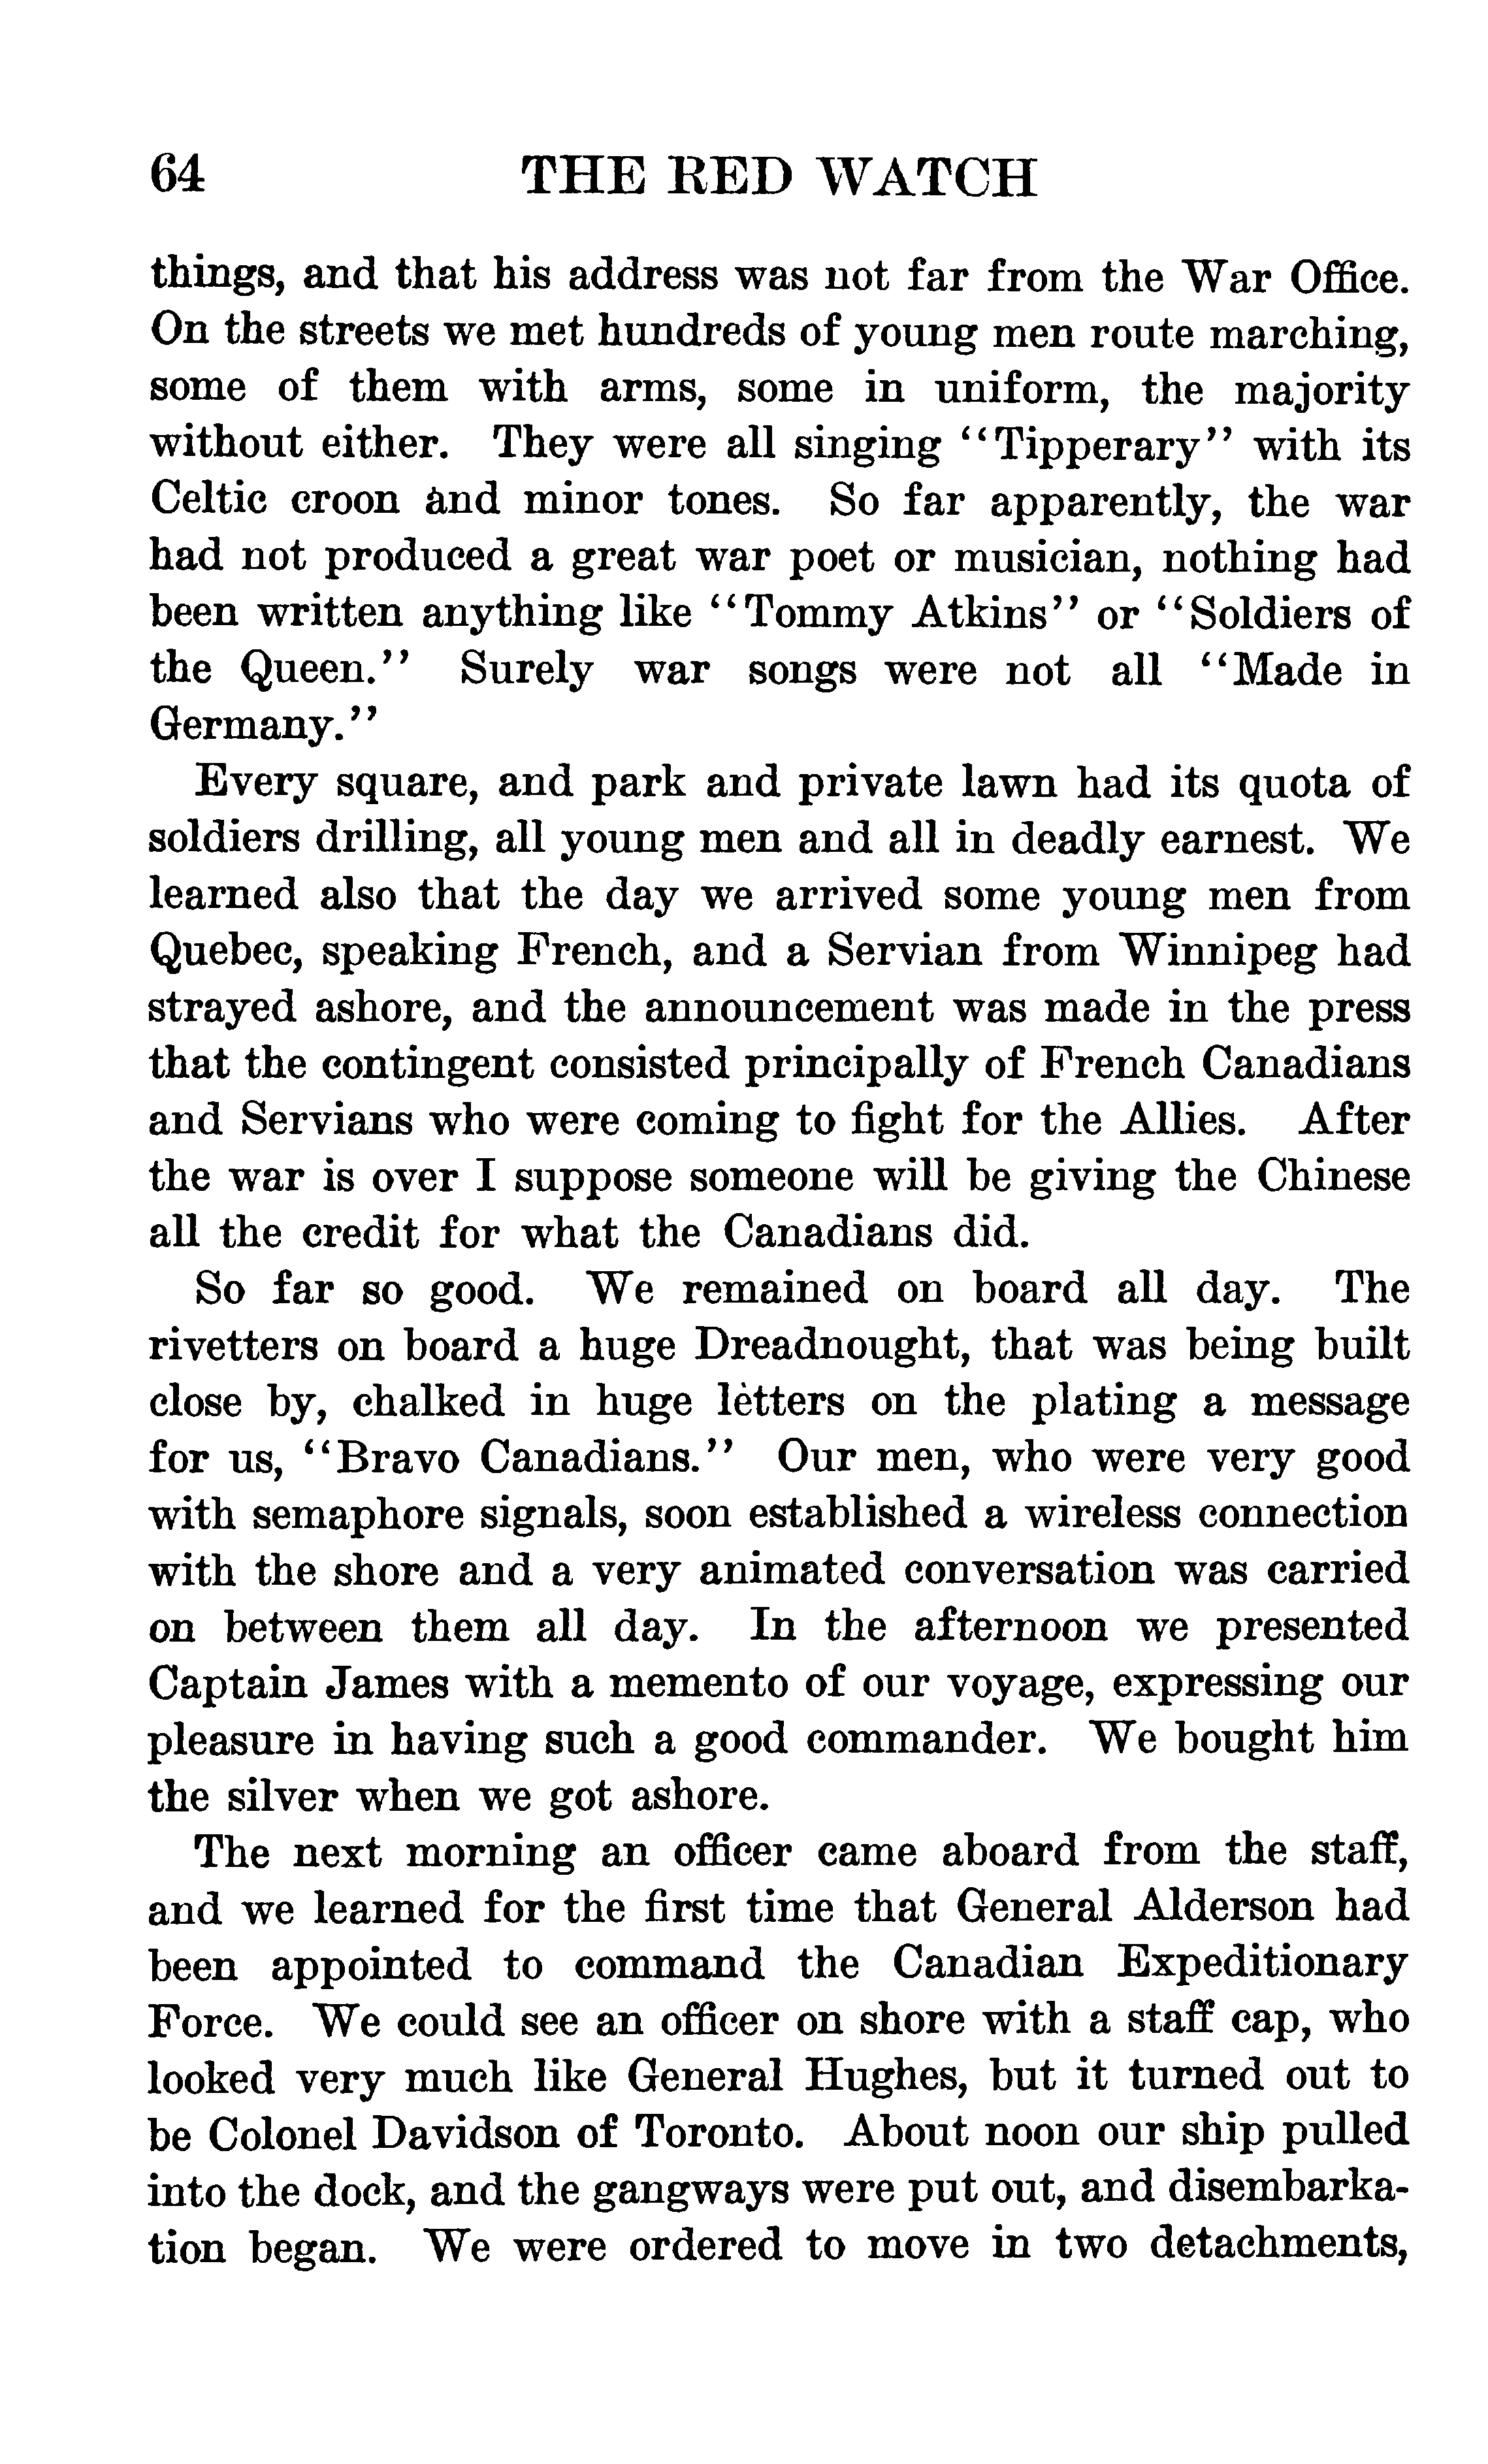 64 THE RED WATCH
things, and that his address was not far from the War Office.
On the streets we met hundreds of young men route marching,
some of them with arms, some in uniform, the majority
without either. They were all singing "Tipperary" with its
Celtic croon and minor tones. So far apparently, the war
had not produced a great war poet or musician, nothing had
been written anything like "Tommy Atkins" or "Soldiers of
the Queen." Surely war songs were not all "Made in
Germany."
Every square, and park and private lawn had its quota of
soldiers drilling, all young men and all in deadly earnest. We
learned also that the day we arrived some young men from
Quebec, speaking French, and a Servian from Winnipeg had
strayed ashore, and the announcement was made in the press
that the contingent consisted principally of French Canadians
and Servians who were coming to fight for the Allies. After
the war is over I suppose someone will be giving the Chinese
all the credit for what the Canadians did.
So far so good. We remained on board all day. The
rivetters on board a huge Dreadnought, that was being built
close by, chalked in huge letters on the plating a message
for us, "Bravo Canadians." Our men, who were very good
with semaphore signals, soon established a wireless connection
with the shore and a very animated conversation was carried
on between them all day. In the afternoon we presented
Captain James with a memento of our voyage, expressing our
pleasure in having such a good commander. We bought him
the silver when we got ashore.
The next morning an officer came aboard from the staff,
and we learned for the first time that General Alderson had
been appointed to command the Canadian Expeditionary
Force. We could see an officer on shore with a staff cap, who
looked very much like General Hughes, but it turned out to
be Colonel Davidson of Toronto. About noon our ship pulled
into the dock, and the gangways were put out, and disembarka-
tion began. We were ordered to move in two detachments,